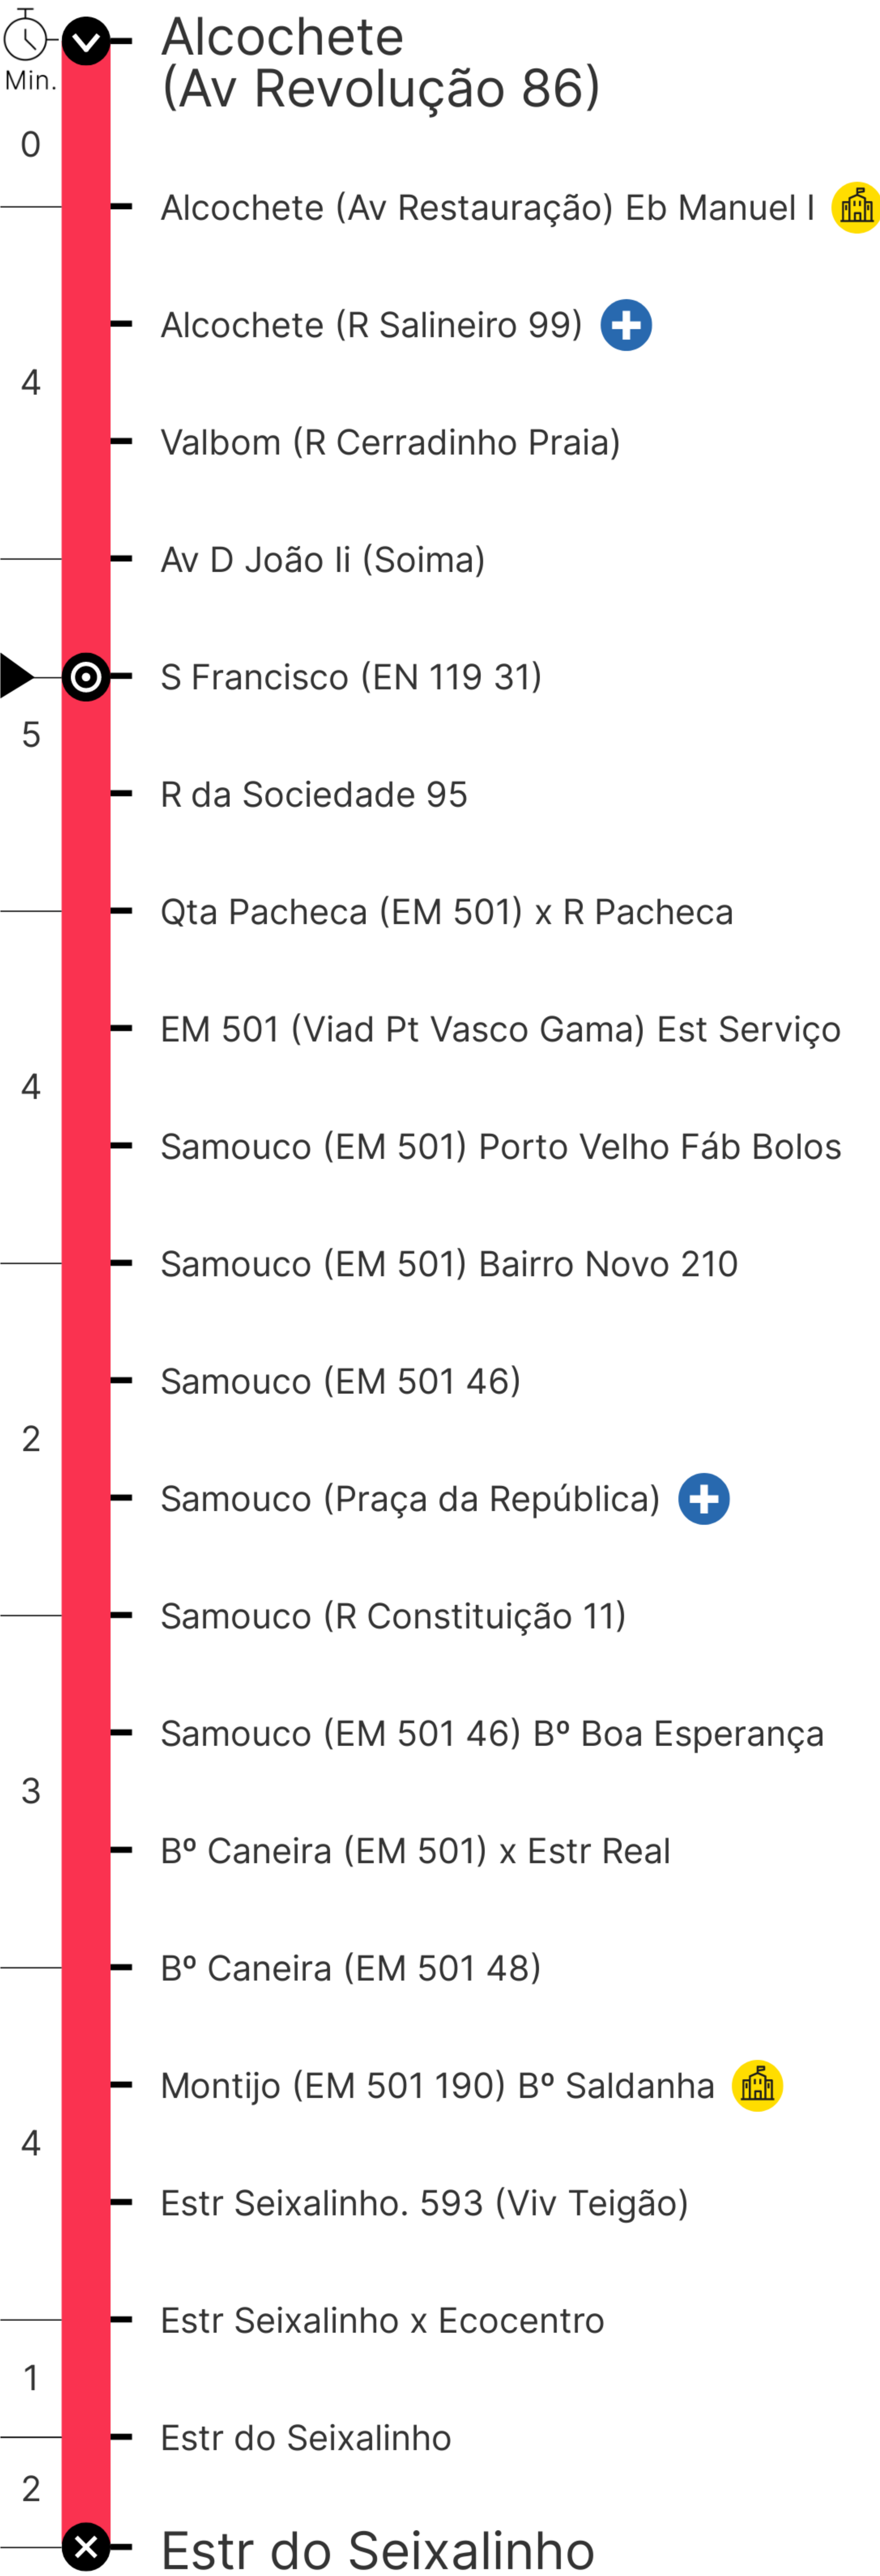 Alcochete
(Av Revolução 86)
Min.
0
Alcochete (Av Restauração) Eb Manuel I
Alcochete (R Salineiro 99)
4
Valbom (R Cerradinho Praia)
Av D João Ii (Soima)
S Francisco (EN 119 31)
5
R da Sociedade 95
Qta Pacheca (EM 501) x R Pacheca
EM 501 (Viad Pt Vasco Gama) Est Serviço
4
Samouco (EM 501) Porto Velho Fáb Bolos
Samouco (EM 501) Bairro Novo 210
Samouco (EM 501 46)
2
Samouco (Praça da República)
Samouco (R Constituição 11)
Samouco (EM 501 46) Bº Boa Esperança
3
Bº Caneira (EM 501) x Estr Real
Bº Caneira (EM 501 48)
Montijo (EM 501 190) Bº Saldanha
4
Estr Seixalinho. 593 (Viv Teigão)
Estr Seixalinho x Ecocentro
1
Estr do Seixalinho
2
Estr do Seixalinho